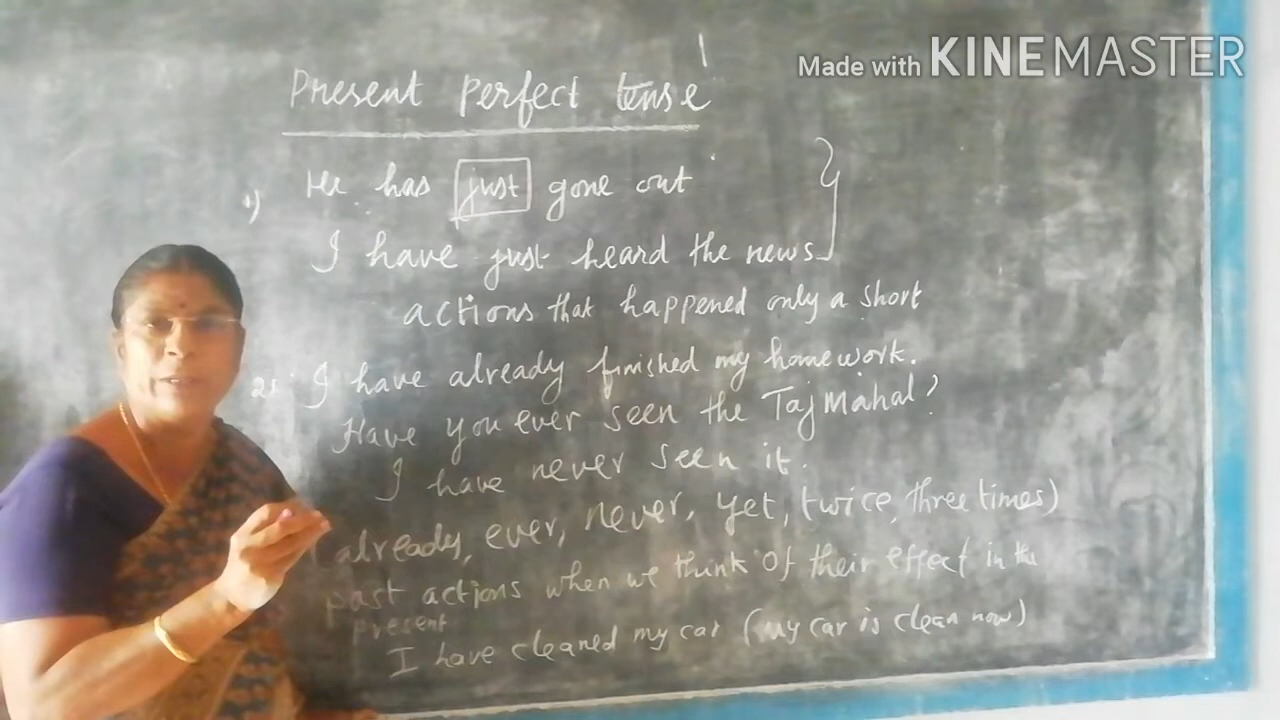 Made with KINEMASTER
Present perfect tense
1) He has just gone out
I have just heard the news
actions that happened only a short
2) I have already finished my homework.
Have you ever seen the Taj Mahal?
I have never seen it.
(already, ever, never, yet, twice, three times)
past actions when we think of their effect in the
present
I have cleaned my car (my car is clean now)